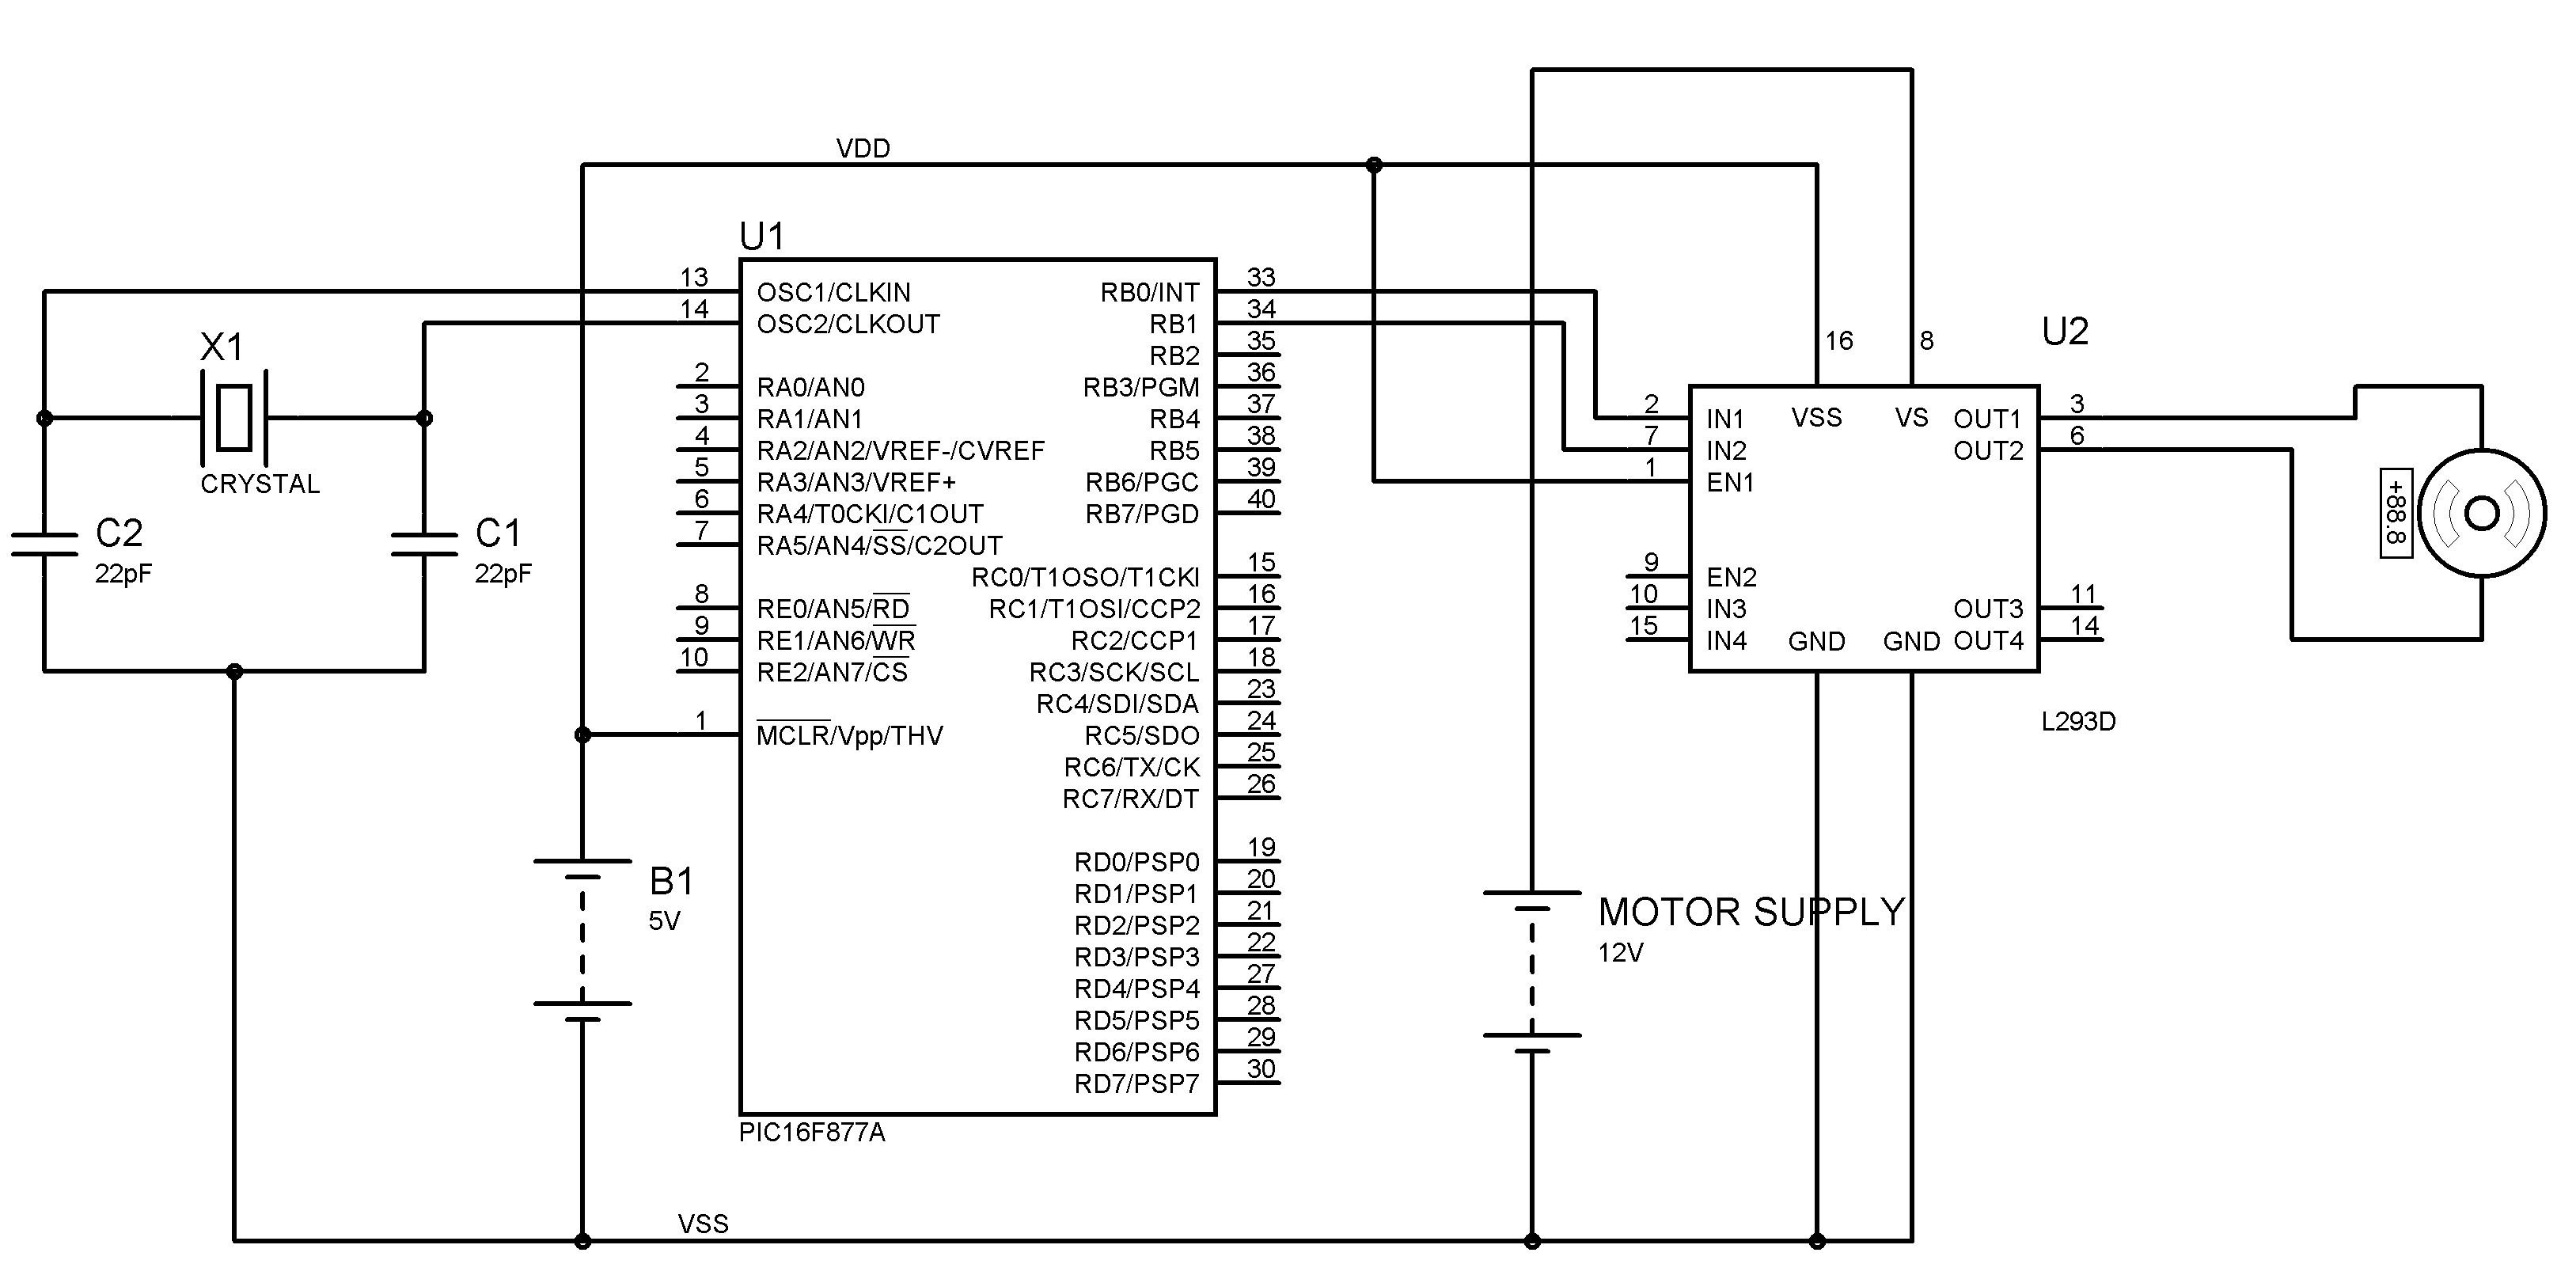 VDD
U1
13
OSC1/CLKIN
14
OSC2/CLKOUT
2
RA0/AN0
3
RA1/AN1
4
RA2/AN2/VREF-/CVREF
5
RA3/AN3/VREF+
6
RA4/T0CKI/C1OUT
7
RA5/AN4/SS/C2OUT
8
RE0/AN5/RD
9
RE1/AN6/WR
10
RE2/AN7/CS
1
MCLR/Vpp/THV
RB0/INT
33
RB1
34
RB2
35
RB3/PGM
36
RB4
37
RB5
38
RB6/PGC
39
RB7/PGD
40
RC0/T1OSO/T1CKI
15
RC1/T1OSI/CCP2
16
RC2/CCP1
17
RC3/SCK/SCL
18
RC4/SDI/SDA
23
RC5/SDO
24
RC6/TX/CK
25
RC7/RX/DT
26
RD0/PSP0
19
RD1/PSP1
20
RD2/PSP2
21
RD3/PSP3
22
RD4/PSP4
27
RD5/PSP5
28
RD6/PSP6
29
RD7/PSP7
30
PIC16F877A
X1
CRYSTAL
C2
22pF
C1
22pF
B1
5V
VSS
MOTOR SUPPLY
12V
U2
16
8
2
IN1
7
IN2
1
EN1
9
EN2
10
IN3
15
IN4
VSS
VS
OUT1
3
OUT2
6
OUT3
11
OUT4
14
GND
GND
L293D
+88.8